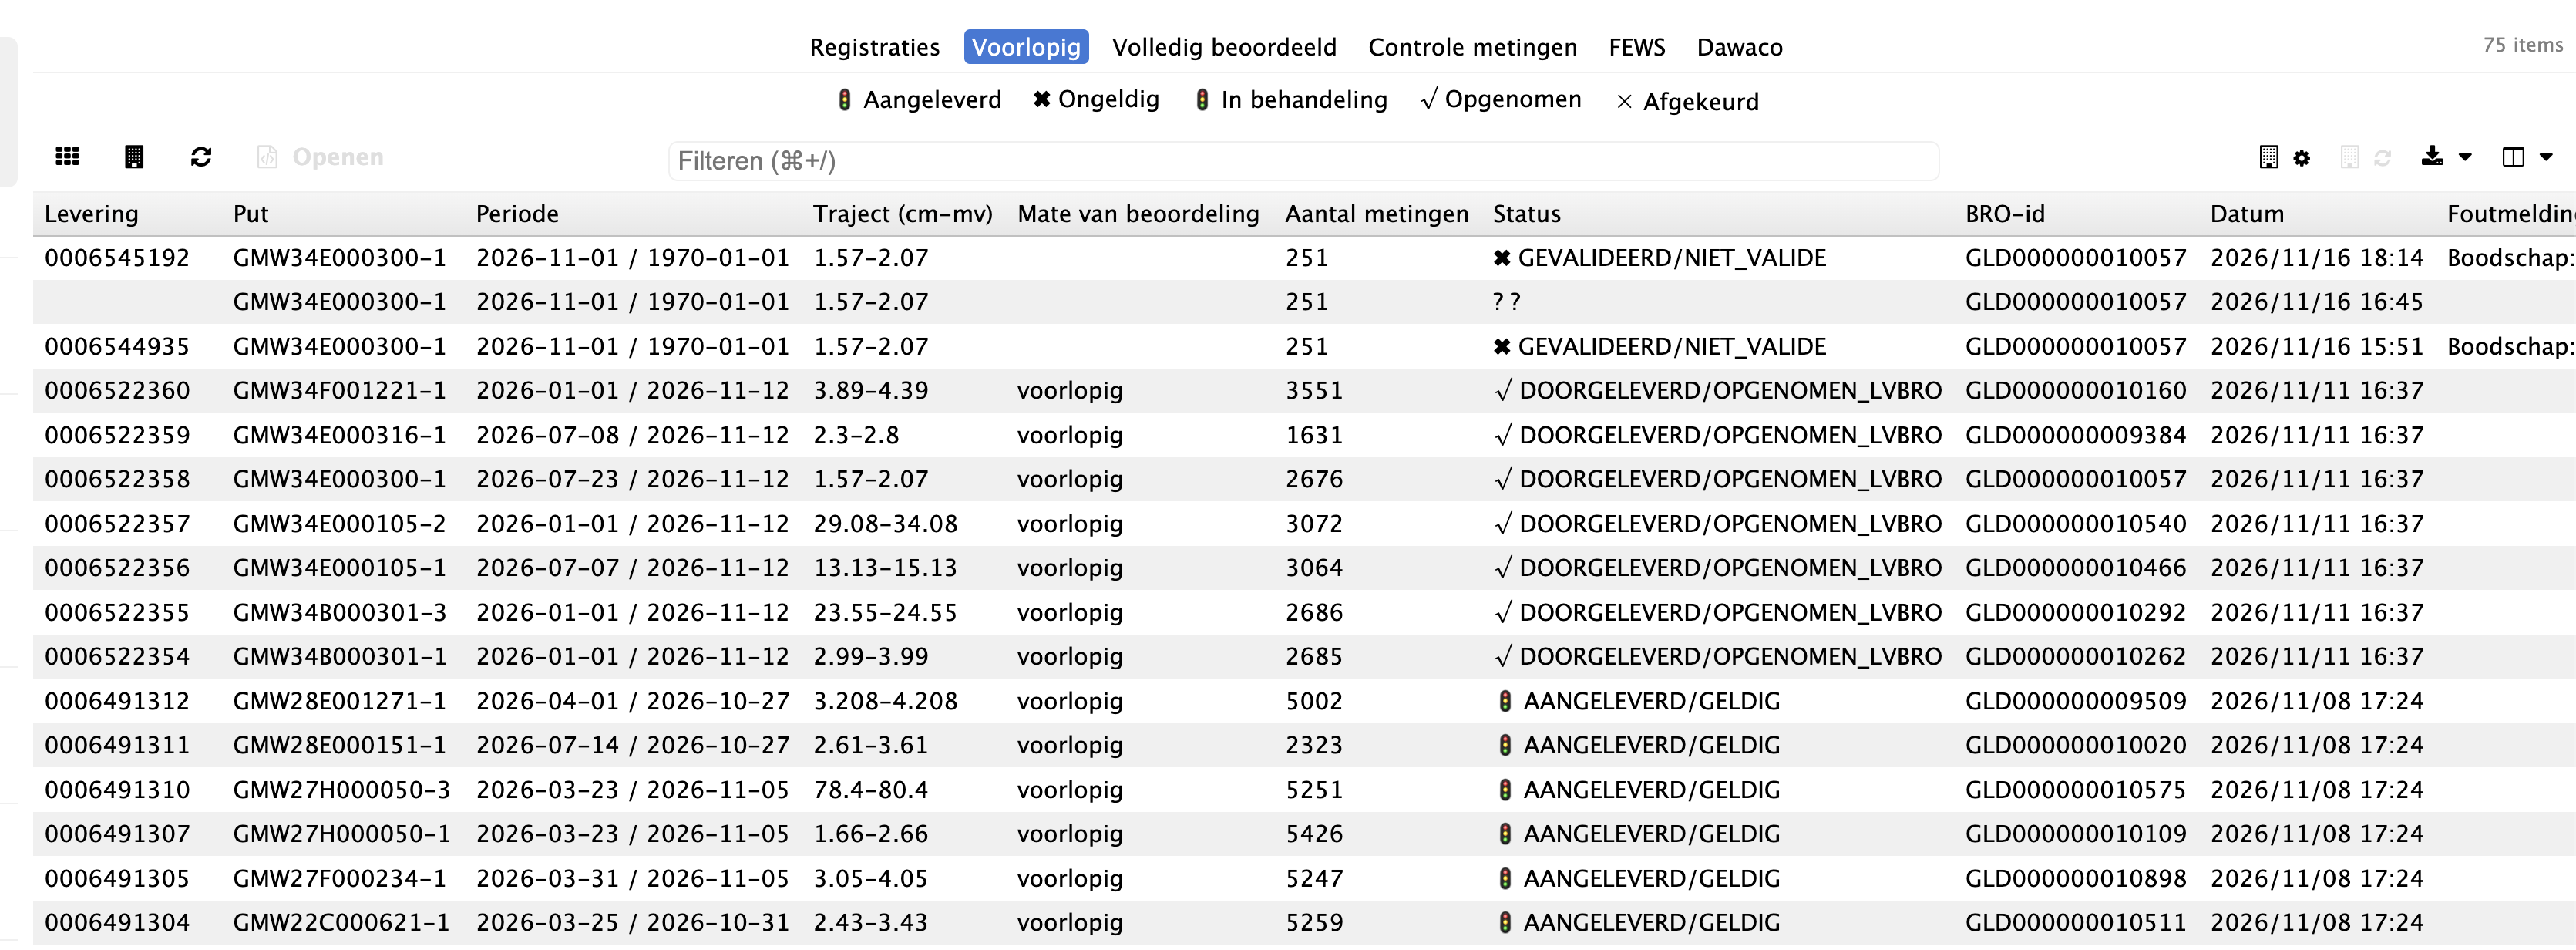 Registraties Voorlopig Volledig beoordeeld Controle metingen FEWS Dawaco 75 items
Aangeleverd ✖ Ongeldig In behandeling √ Opgenomen × Afgekeurd
Openen Filteren (⌘+/)
Levering Put Periode Traject (cm-mv) Mate van beoordeling Aantal metingen Status BRO-id Datum Foutmeldin
0006545192 GMW34E000300-1 2026-11-01 / 1970-01-01 1.57-2.07 251 ✖ GEVALIDEERD/NIET_VALIDE GLD000000010057 2026/11/16 18:14 Boodschap:
GMW34E000300-1 2026-11-01 / 1970-01-01 1.57-2.07 251 ? ? GLD000000010057 2026/11/16 16:45
0006544935 GMW34E000300-1 2026-11-01 / 1970-01-01 1.57-2.07 251 ✖ GEVALIDEERD/NIET_VALIDE GLD000000010057 2026/11/16 15:51 Boodschap:
0006522360 GMW34F001221-1 2026-01-01 / 2026-11-12 3.89-4.39 voorlopig 3551 √ DOORGELEVERD/OPGENOMEN_LVBRO GLD000000010160 2026/11/11 16:37
0006522359 GMW34E000316-1 2026-07-08 / 2026-11-12 2.3-2.8 voorlopig 1631 √ DOORGELEVERD/OPGENOMEN_LVBRO GLD000000009384 2026/11/11 16:37
0006522358 GMW34E000300-1 2026-07-23 / 2026-11-12 1.57-2.07 voorlopig 2676 √ DOORGELEVERD/OPGENOMEN_LVBRO GLD000000010057 2026/11/11 16:37
0006522357 GMW34E000105-2 2026-01-01 / 2026-11-12 29.08-34.08 voorlopig 3072 √ DOORGELEVERD/OPGENOMEN_LVBRO GLD000000010540 2026/11/11 16:37
0006522356 GMW34E000105-1 2026-07-07 / 2026-11-12 13.13-15.13 voorlopig 3064 √ DOORGELEVERD/OPGENOMEN_LVBRO GLD000000010466 2026/11/11 16:37
0006522355 GMW34B000301-3 2026-01-01 / 2026-11-12 23.55-24.55 voorlopig 2686 √ DOORGELEVERD/OPGENOMEN_LVBRO GLD000000010292 2026/11/11 16:37
0006522354 GMW34B000301-1 2026-01-01 / 2026-11-12 2.99-3.99 voorlopig 2685 √ DOORGELEVERD/OPGENOMEN_LVBRO GLD000000010262 2026/11/11 16:37
0006491312 GMW28E001271-1 2026-04-01 / 2026-10-27 3.208-4.208 voorlopig 5002 AANGELEVERD/GELDIG GLD000000009509 2026/11/08 17:24
0006491311 GMW28E000151-1 2026-07-14 / 2026-10-27 2.61-3.61 voorlopig 2323 AANGELEVERD/GELDIG GLD000000010020 2026/11/08 17:24
0006491310 GMW27H000050-3 2026-03-23 / 2026-11-05 78.4-80.4 voorlopig 5251 AANGELEVERD/GELDIG GLD000000010575 2026/11/08 17:24
0006491307 GMW27H000050-1 2026-03-23 / 2026-11-05 1.66-2.66 voorlopig 5426 AANGELEVERD/GELDIG GLD000000010109 2026/11/08 17:24
0006491305 GMW27F000234-1 2026-03-31 / 2026-11-05 3.05-4.05 voorlopig 5247 AANGELEVERD/GELDIG GLD000000010898 2026/11/08 17:24
0006491304 GMW22C000621-1 2026-03-25 / 2026-10-31 2.43-3.43 voorlopig 5259 AANGELEVERD/GELDIG GLD000000010511 2026/11/08 17:24